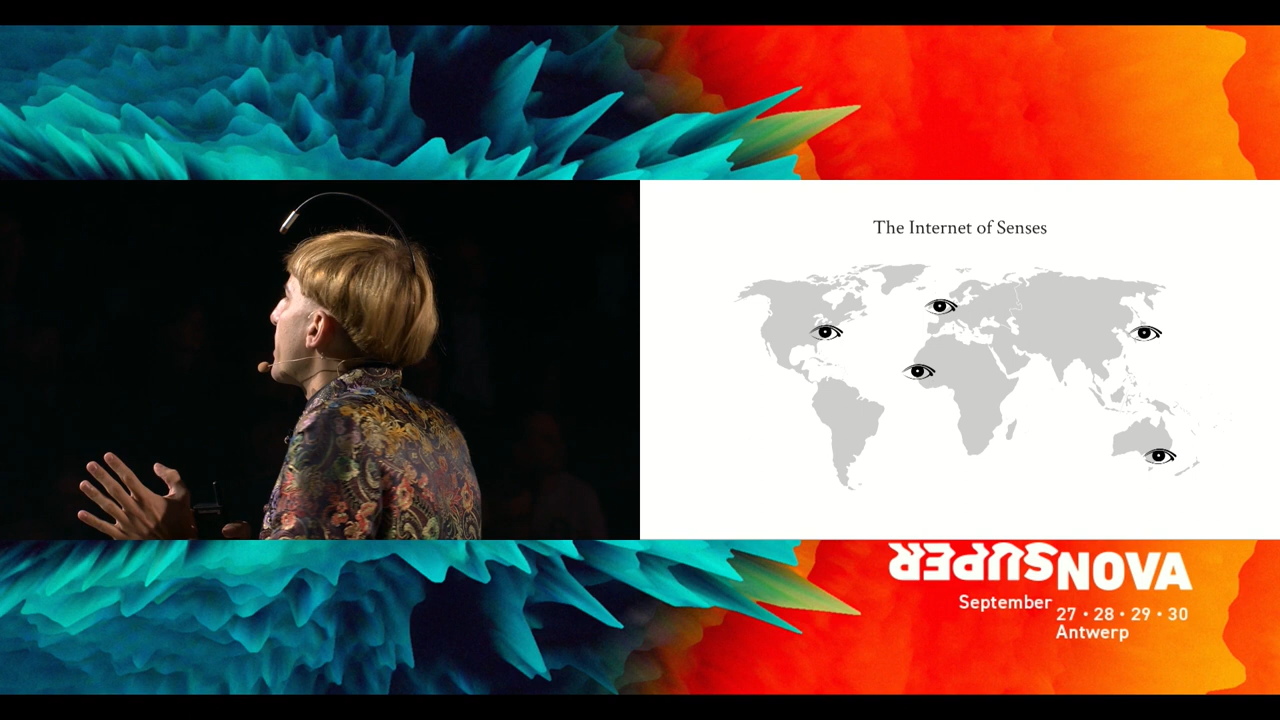 The Internet of Senses
SUPERNOVA
September
27 • 28 • 29 • 30
Antwerp